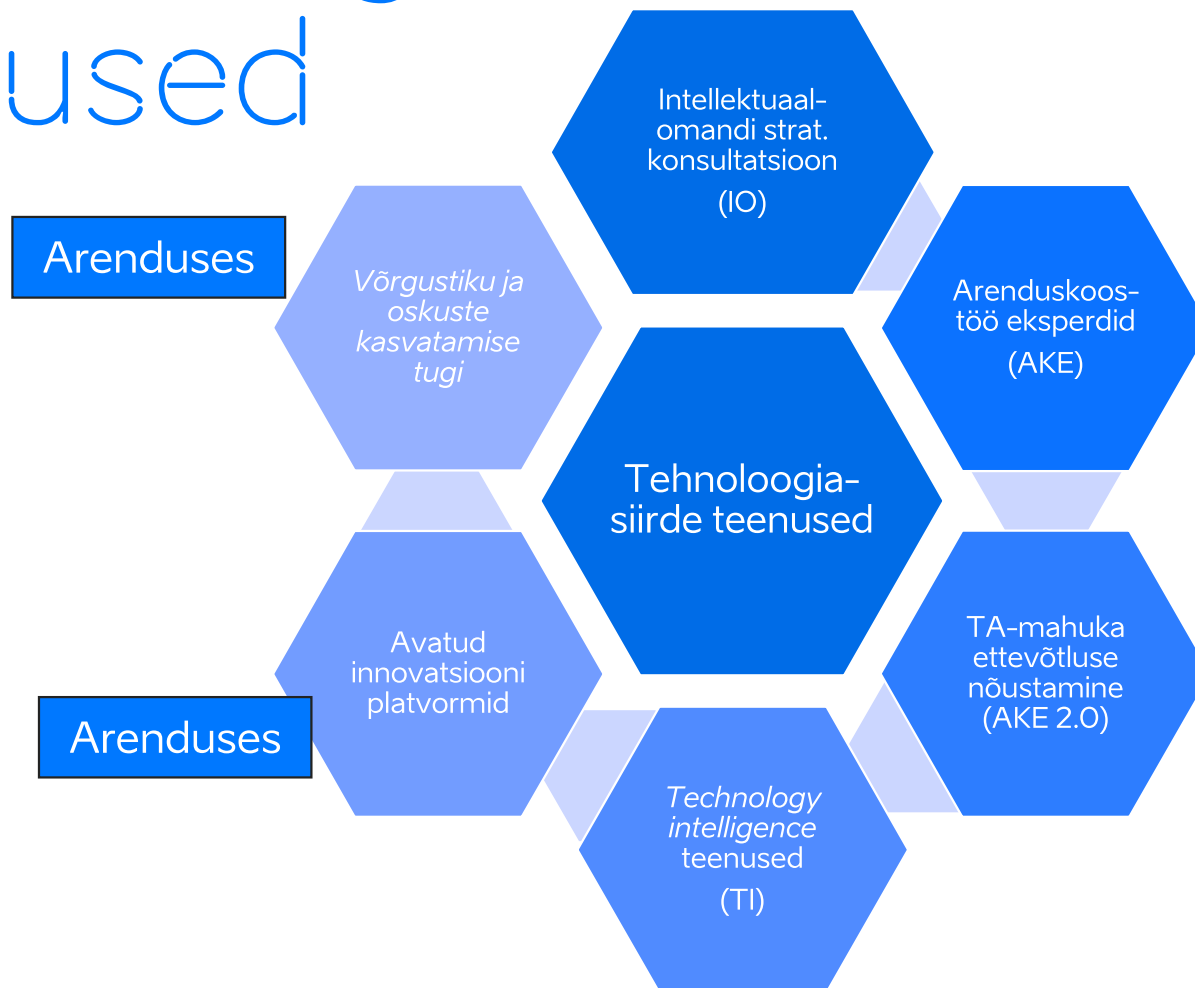 used
Intellektuaal-
omandi strat.
konsultatsioon
(IO)
Arenduses
Võrgustiku ja
oskuste
kasvatamise
tugi
Arenduskoos-
töö eksperdid
(AKE)
Tehnoloogia-
siirde teenused
Avatud
innovatsiooni
platvormid
Arenduses
TA-mahuka
ettevõtluse
nõustamine
(AKE 2.0)
Technology
intelligence
teenused
(TI)